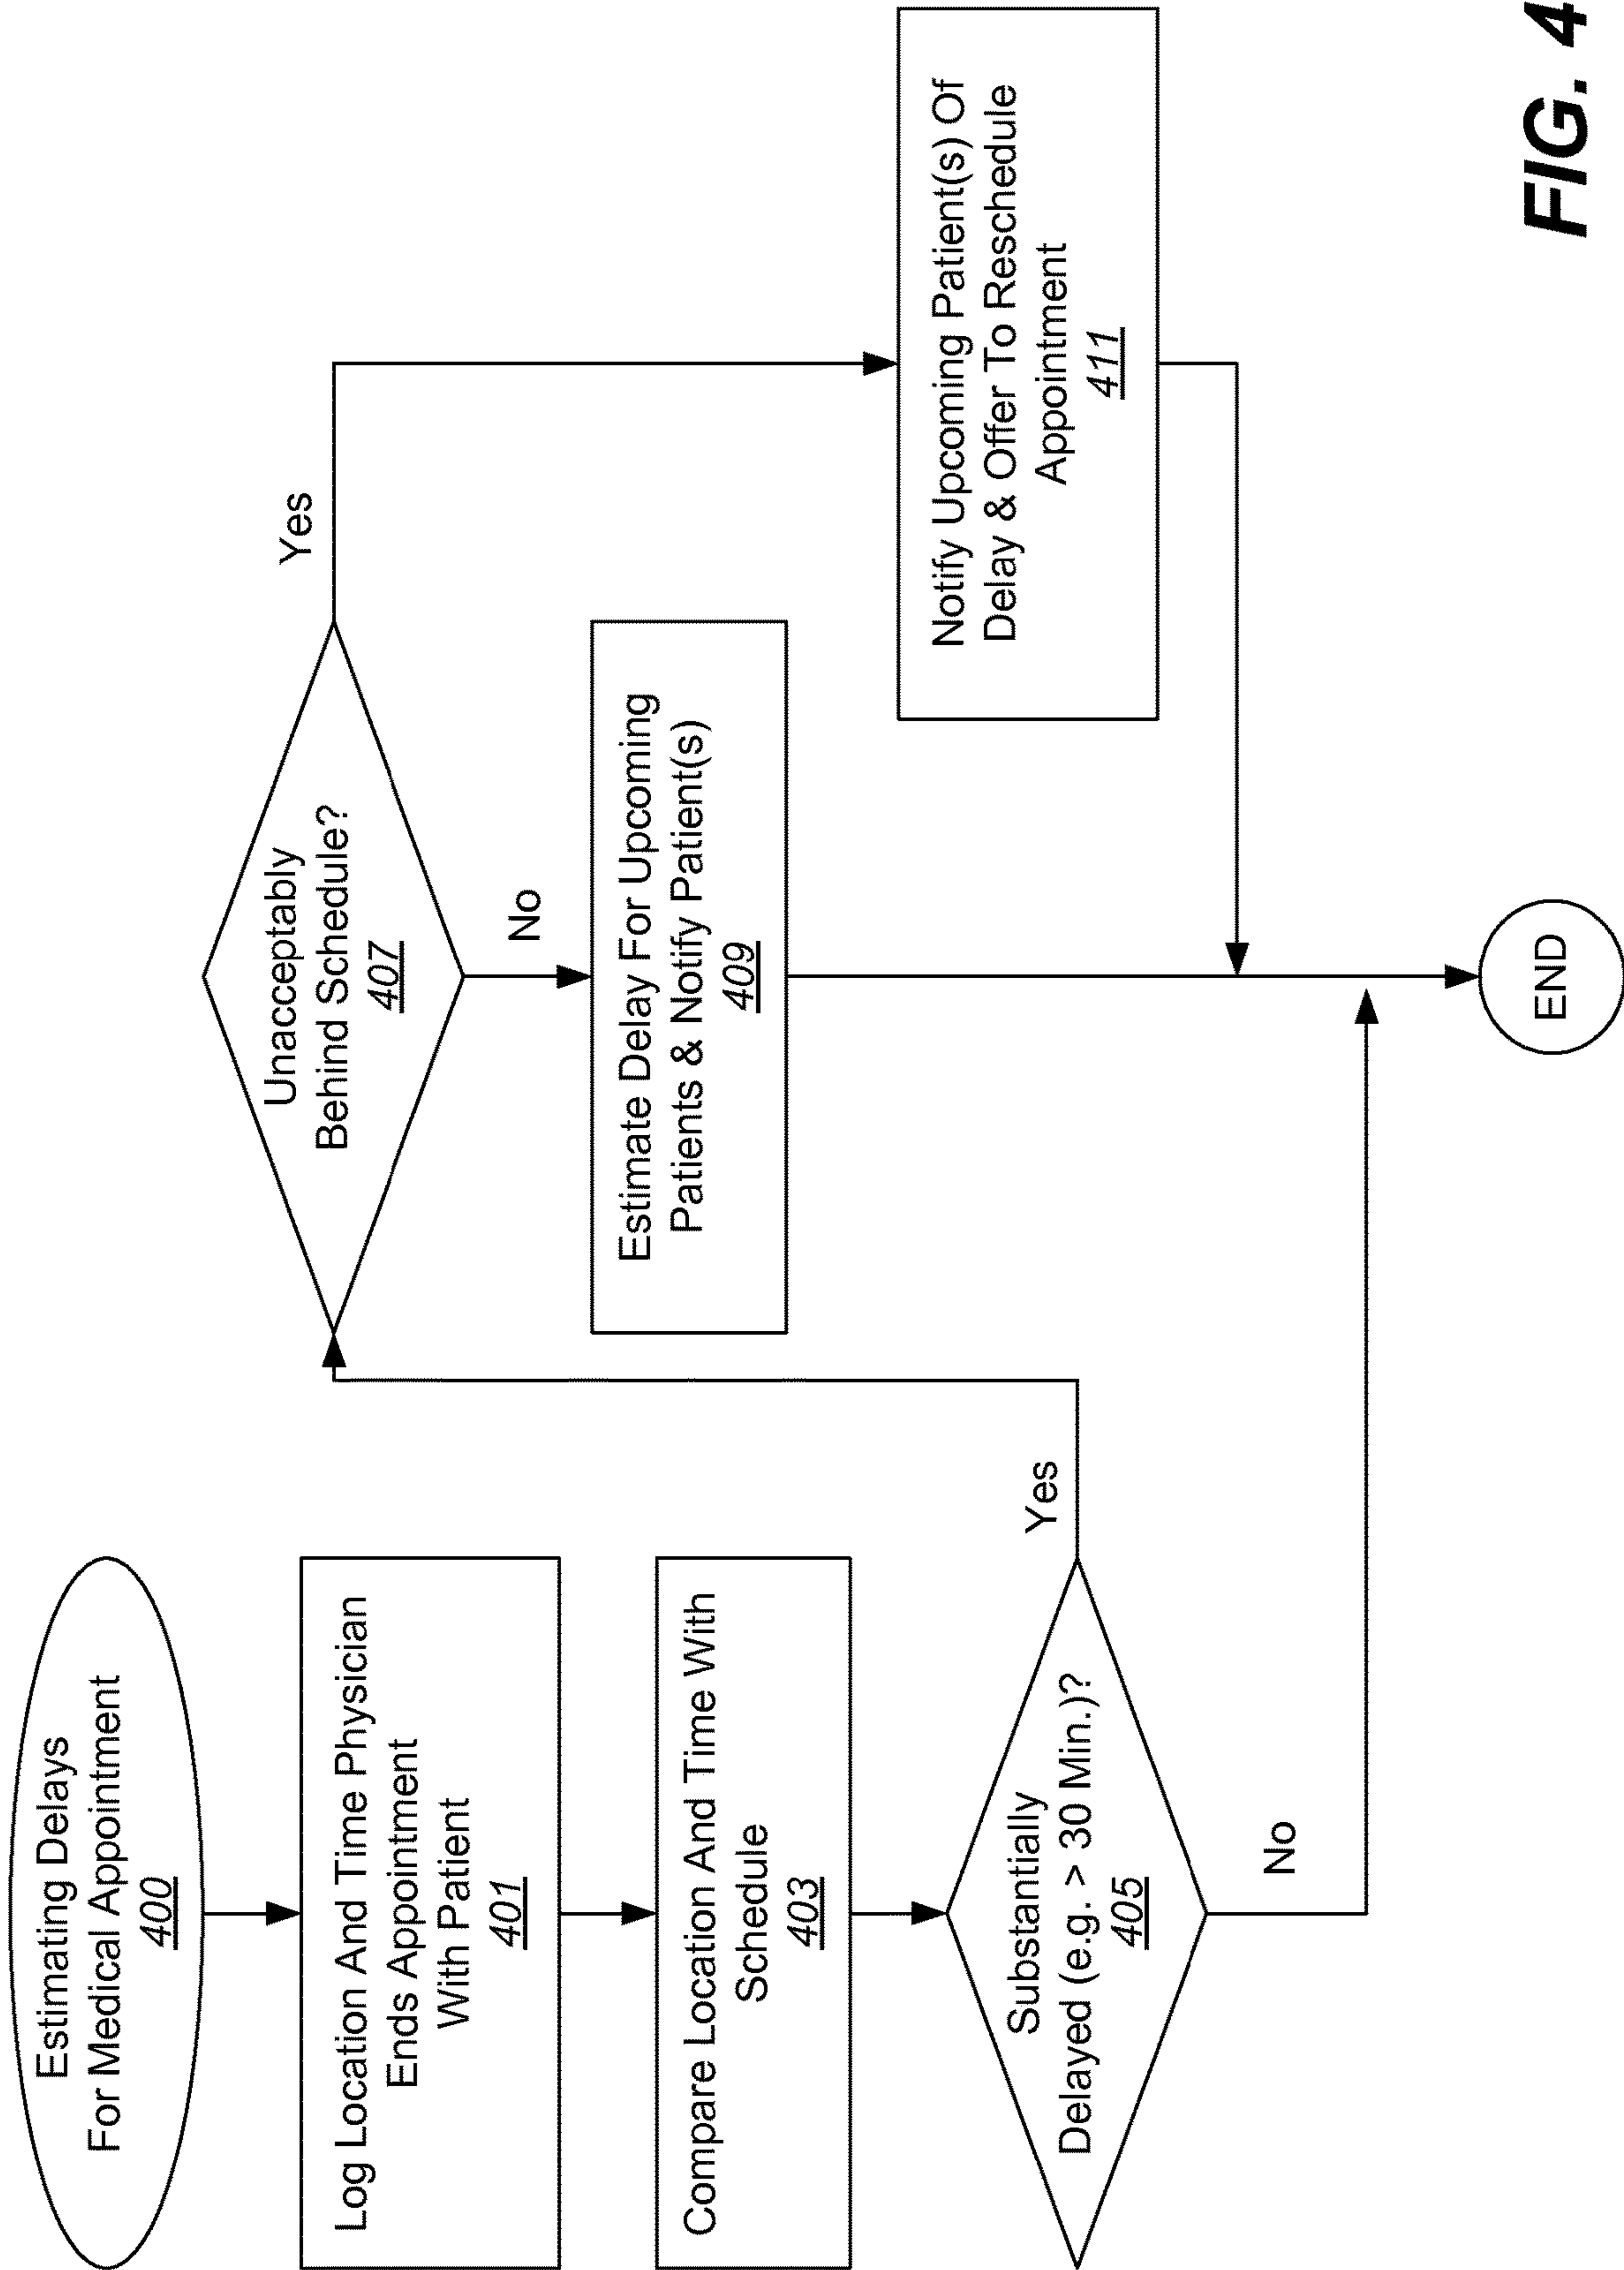 Estimating Delays
For Medical Appointment
400
Log Location And Time Physician
Ends Appointment
With Patient
401
Compare Location And Time With
Schedule
403
Substantially
Delayed (e.g. > 30 Min.)?
405
Yes
No
Unacceptably
Behind Schedule?
407
Yes
No
Estimate Delay For Upcoming
Patients & Notify Patient(s)
409
Notify Upcoming Patient(s) Of
Delay & Offer To Reschedule
Appointment
411
END
FIG. 4